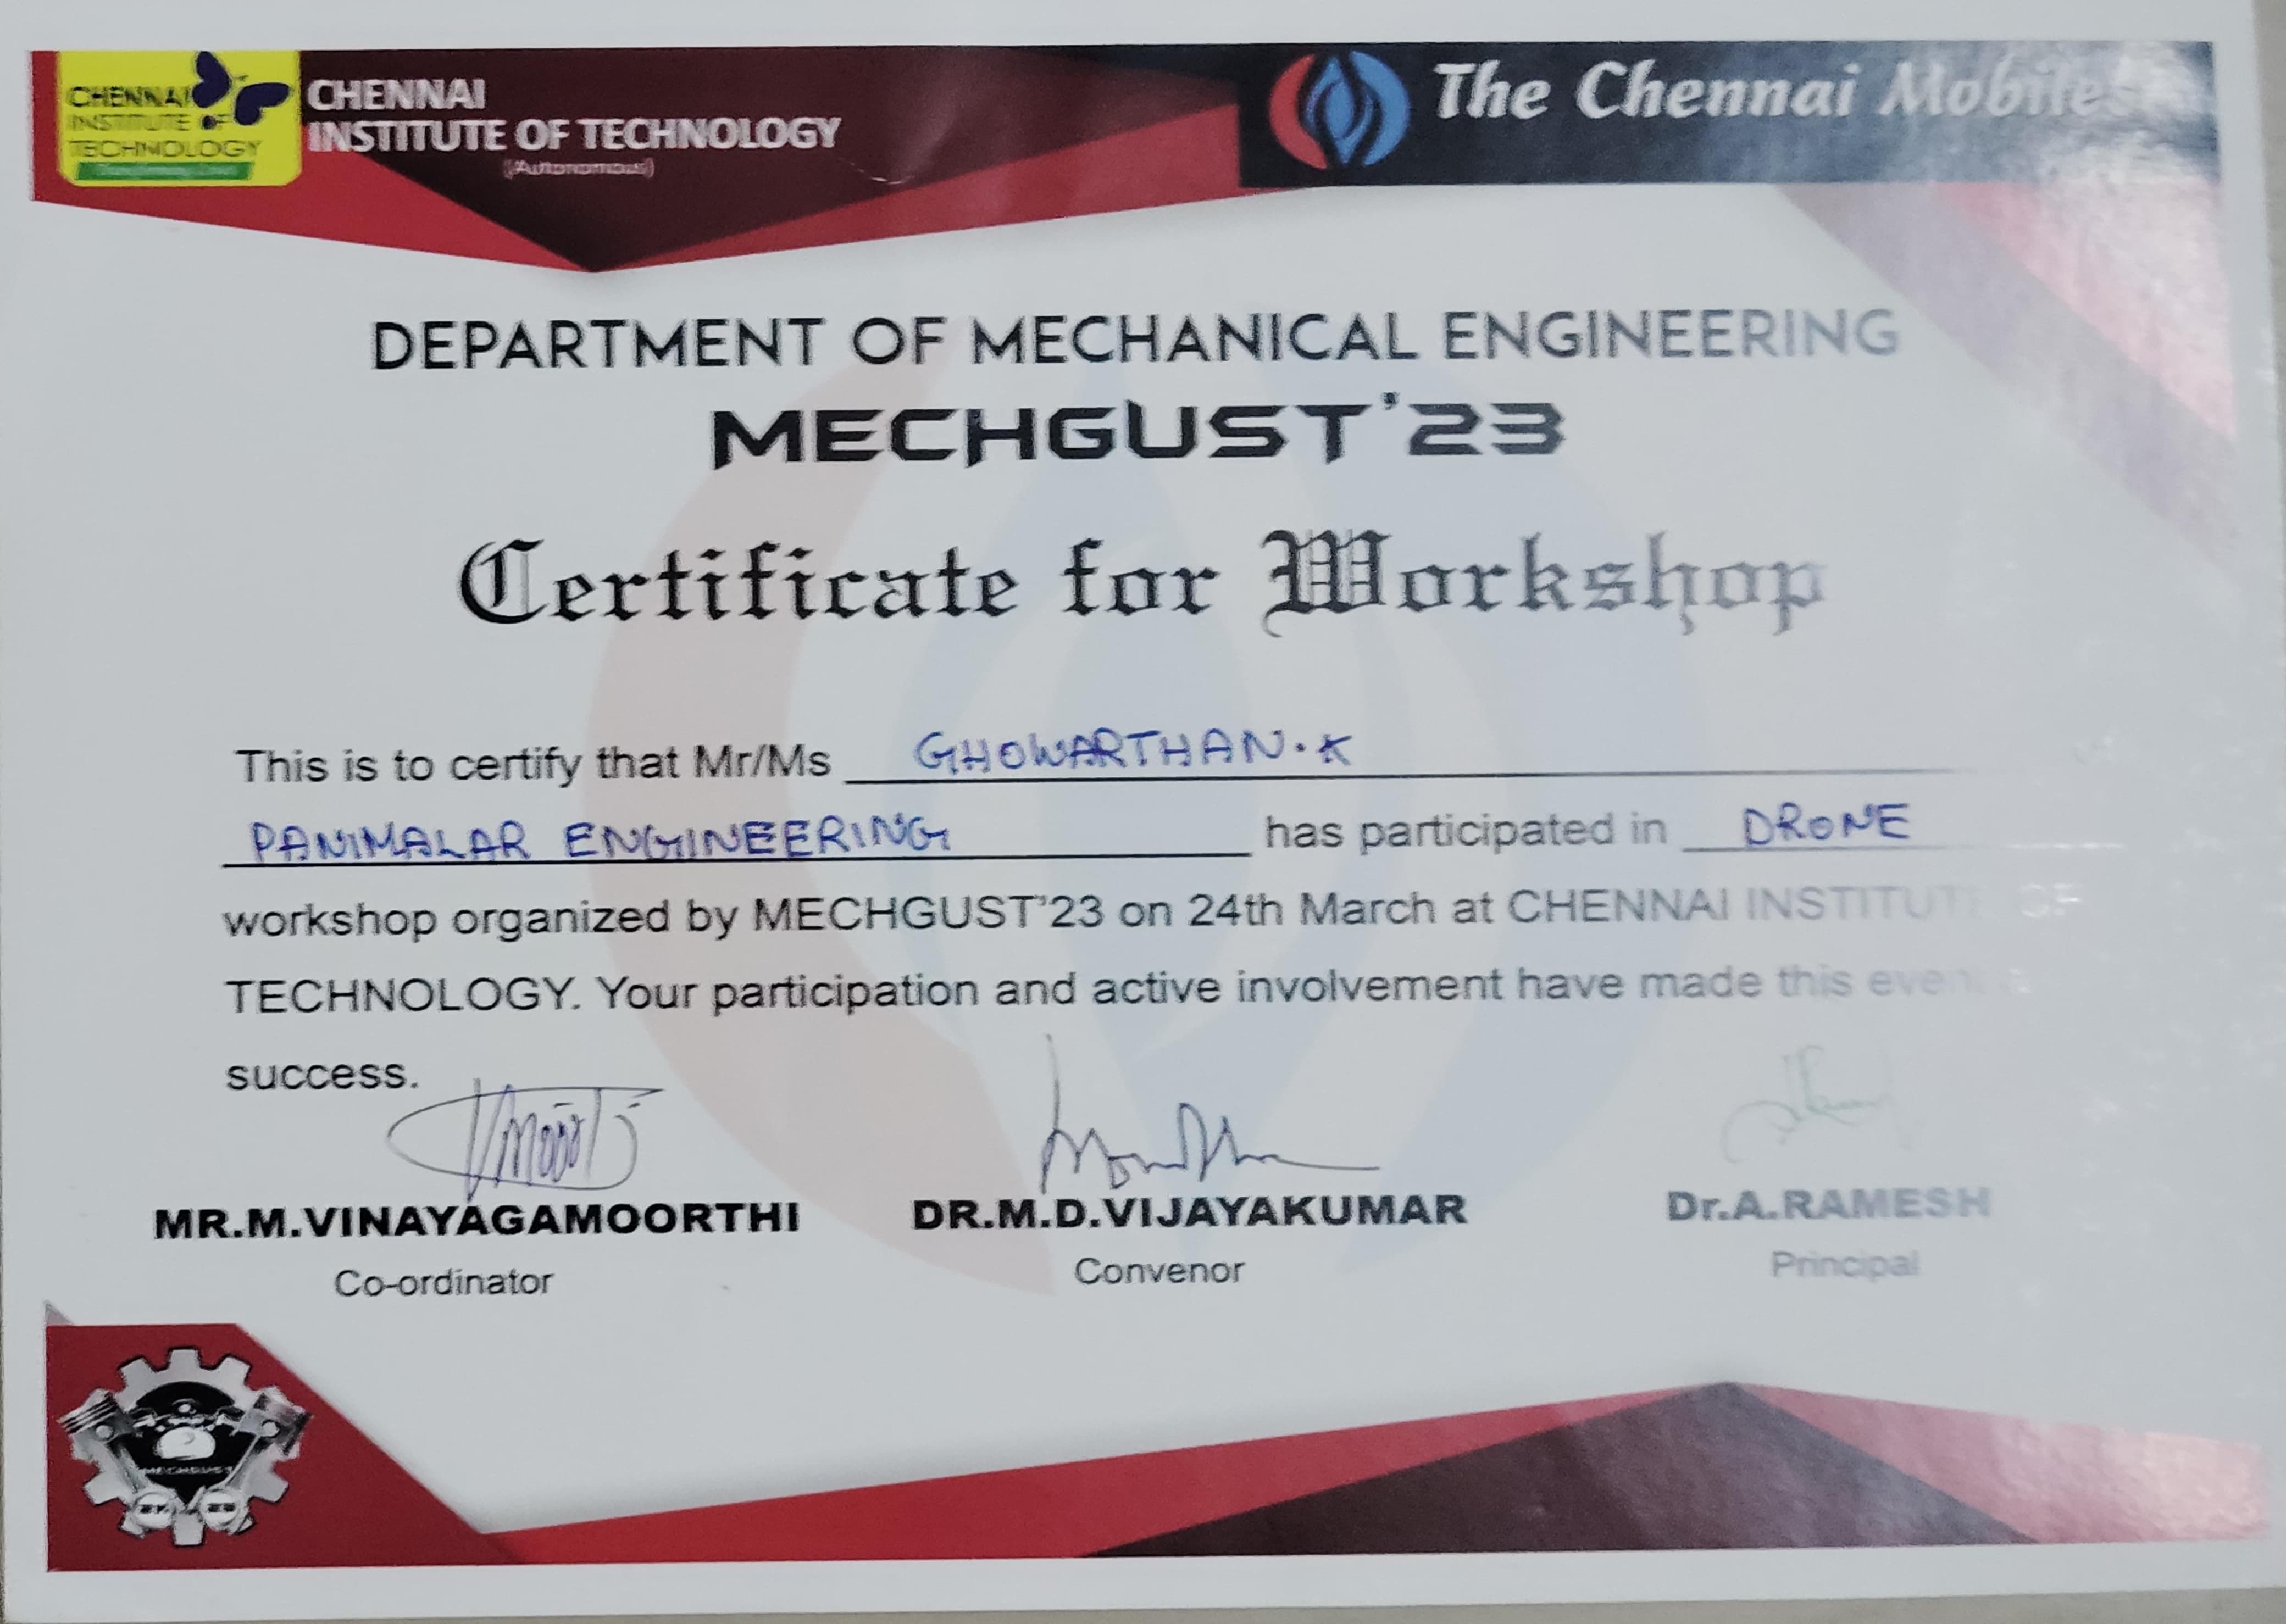 CHENNAI
INSTITUTE OF
TECHNOLOGY
CHENNAI
INSTITUTE OF TECHNOLOGY
(Autonomous)
The Chennai Mobiles
DEPARTMENT OF MECHANICAL ENGINEERING
MECHGUST'23
Certificate for Workshop
This is to certify that Mr/Ms GHOWARTHAN.K
PANIMALAR ENGINEERING has participated in DRONE
workshop organized by MECHGUST'23 on 24th March at CHENNAI INSTITUTE OF
TECHNOLOGY. Your participation and active involvement have made this event a
success.
MR.M.VINAYAGAMOORTHI DR.M.D.VIJAYAKUMAR Dr.A.RAMESH
Co-ordinator Convenor Principal
MECHGUST